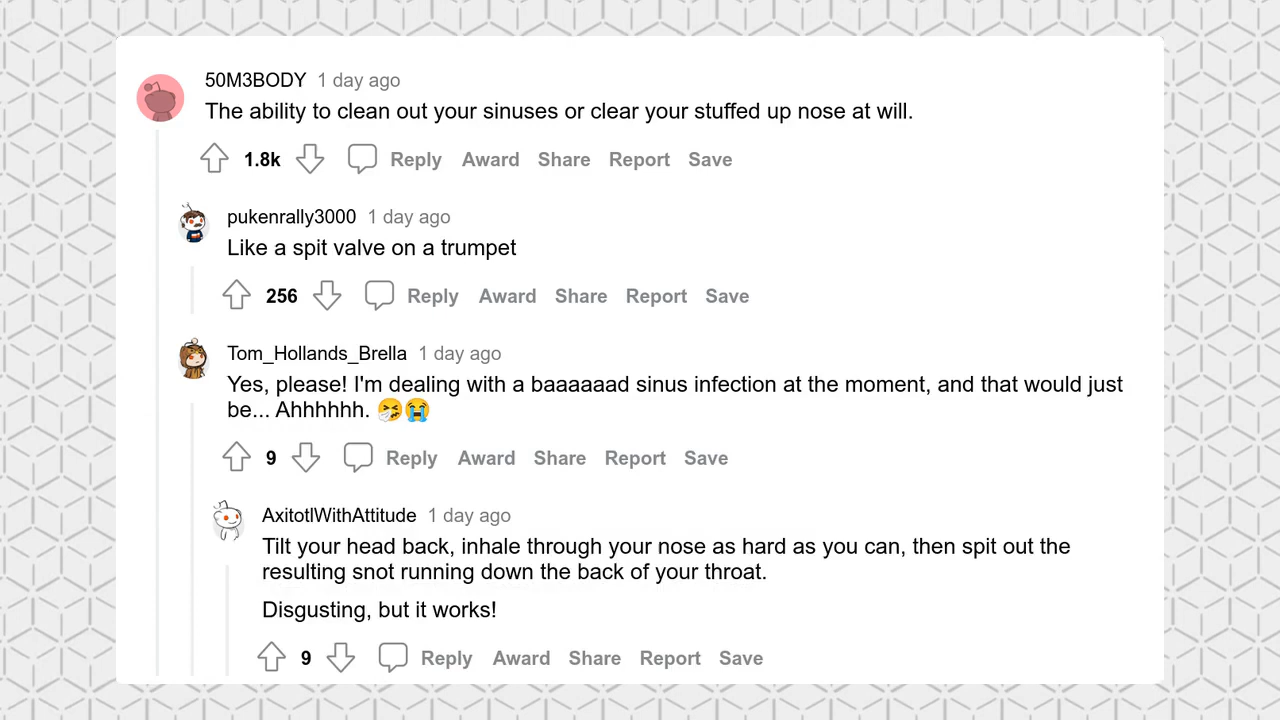 50M3BODY 1 day ago
The ability to clean out your sinuses or clear your stuffed up nose at will.
1.8k Reply Award Share Report Save
pukenrally3000 1 day ago
Like a spit valve on a trumpet
256 Reply Award Share Report Save
Tom_Hollands_Brella 1 day ago
Yes, please! I'm dealing with a baaaaaad sinus infection at the moment, and that would just
be... Ahhhhhh. 🤧😭
9 Reply Award Share Report Save
AxitotlWithAttitude 1 day ago
Tilt your head back, inhale through your nose as hard as you can, then spit out the
resulting snot running down the back of your throat.
Disgusting, but it works!
9 Reply Award Share Report Save